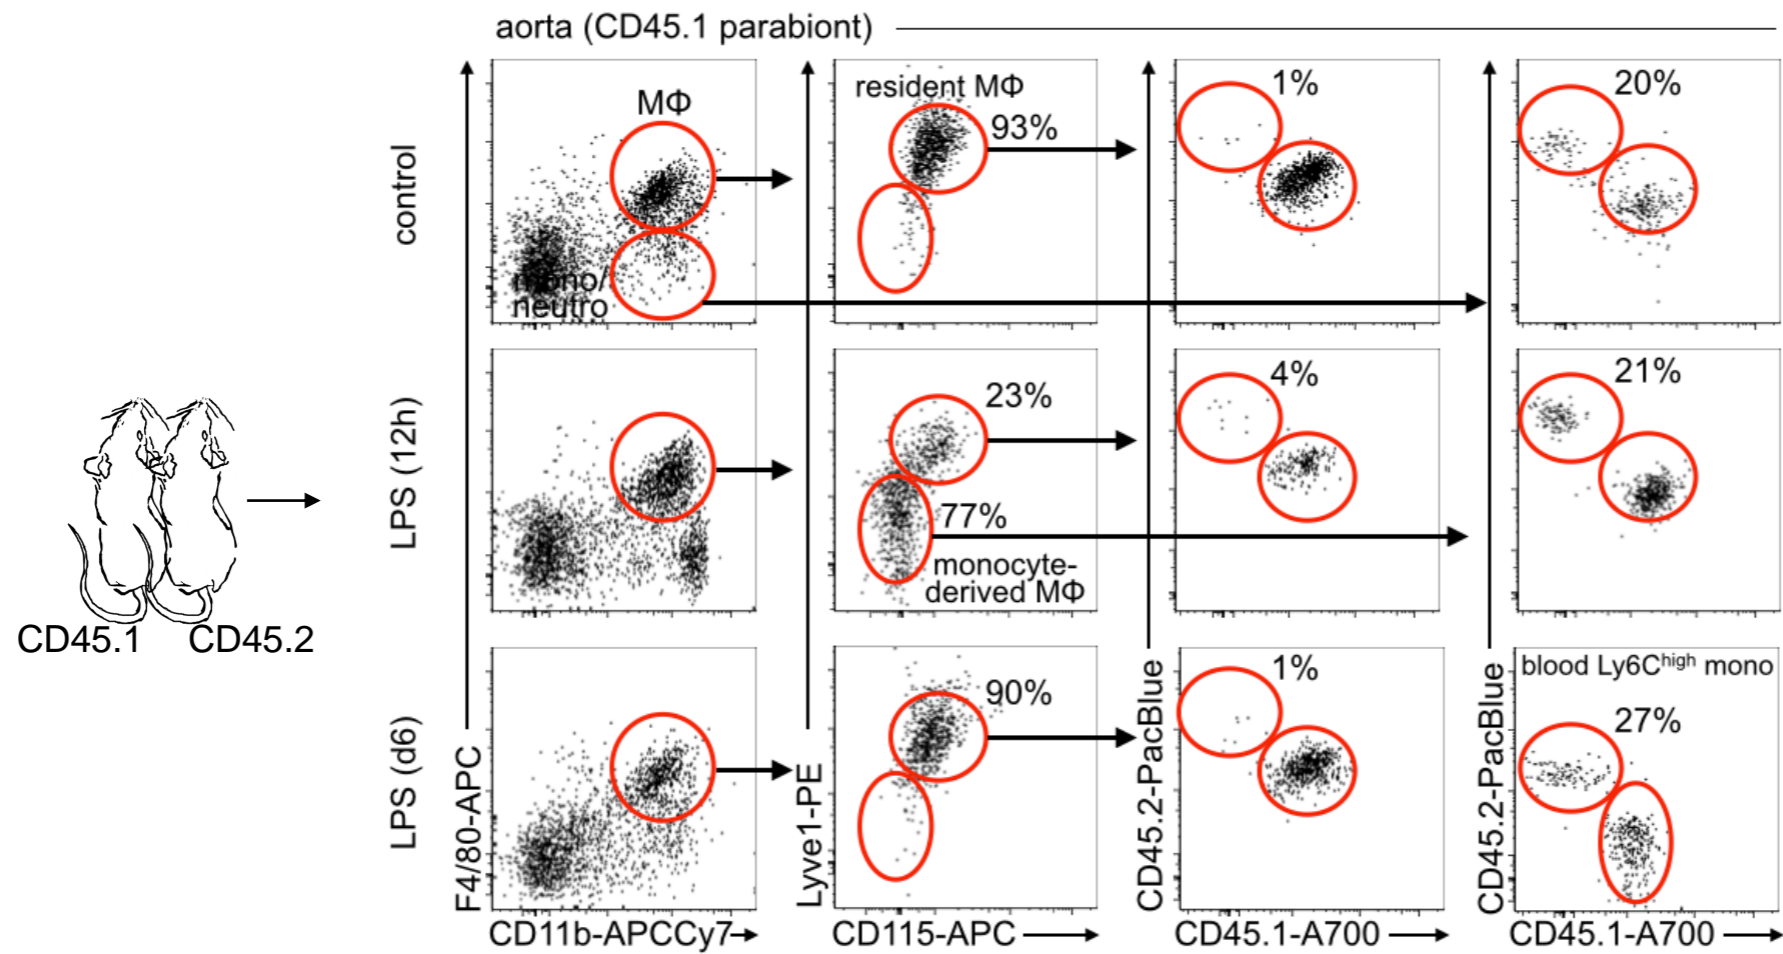 aorta (CD45.1 parabiont)
control
MΦ
mono/
neutro
resident MΦ
93%
1%
20%
LPS (12h)
23%
77%
monocyte-
derived MΦ
4%
21%
CD45.1 CD45.2
LPS (d6)
90%
1%
blood Ly6Chigh mono
27%
F4/80-APC
Lyve1-PE
CD45.2-PacBlue
CD45.2-PacBlue
CD11b-APCCy7
CD115-APC
CD45.1-A700
CD45.1-A700